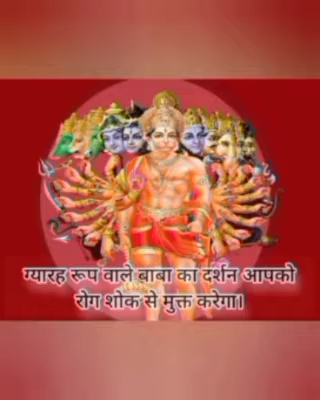 ग्यारह रूप वाले बाबा का दर्शन आपको
रोग शोक से मुक्त करेगा।